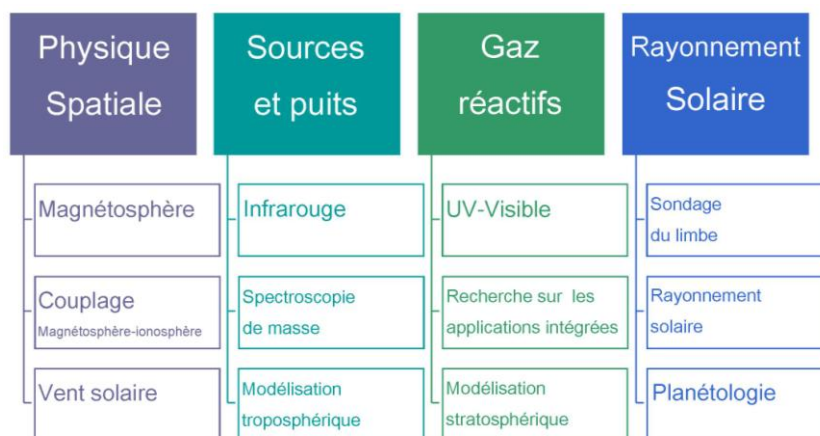 Physique
Spatiale
Magnétosphère
Couplage
Magnétosphère-ionosphère
Vent solaire
Sources
et puits
Infrarouge
Spectroscopie
de masse
Modélisation
troposphérique
Gaz
réactifs
UV-Visible
Recherche sur les
applications intégrées
Modélisation
stratosphérique
Rayonnement
Solaire
Sondage
du limbe
Rayonnement
solaire
Planétologie